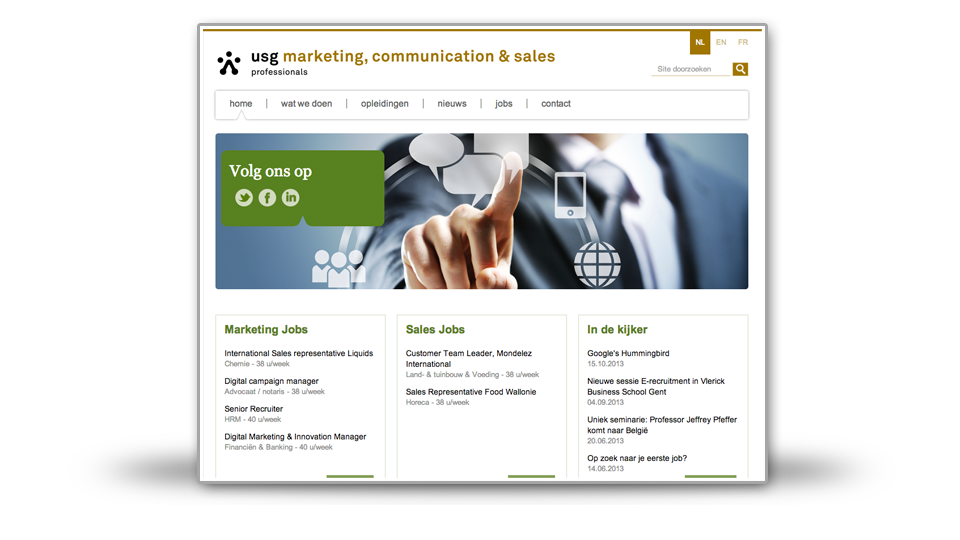 NL EN FR
usg marketing, communication & sales
professionals
Site doorzoeken
home | wat we doen | opleidingen | nieuws | jobs | contact
Volg ons op
Marketing Jobs
International Sales representative Liquids
Chemie - 38 u/week
Digital campaign manager
Advocaat / notaris - 38 u/week
Senior Recruiter
HRM - 40 u/week
Digital Marketing & Innovation Manager
Financiën & Banking - 40 u/week
Sales Jobs
Customer Team Leader, Mondelez
International
Land- & tuinbouw & Voeding - 38 u/week
Sales Representative Food Wallonie
Horeca - 38 u/week
In de kijker
Google's Hummingbird
15.10.2013
Nieuwe sessie E-recruitment in Vlerick
Business School Gent
04.09.2013
Uniek seminarie: Professor Jeffrey Pfeffer
komt naar België
20.06.2013
Op zoek naar je eerste job?
14.06.2013